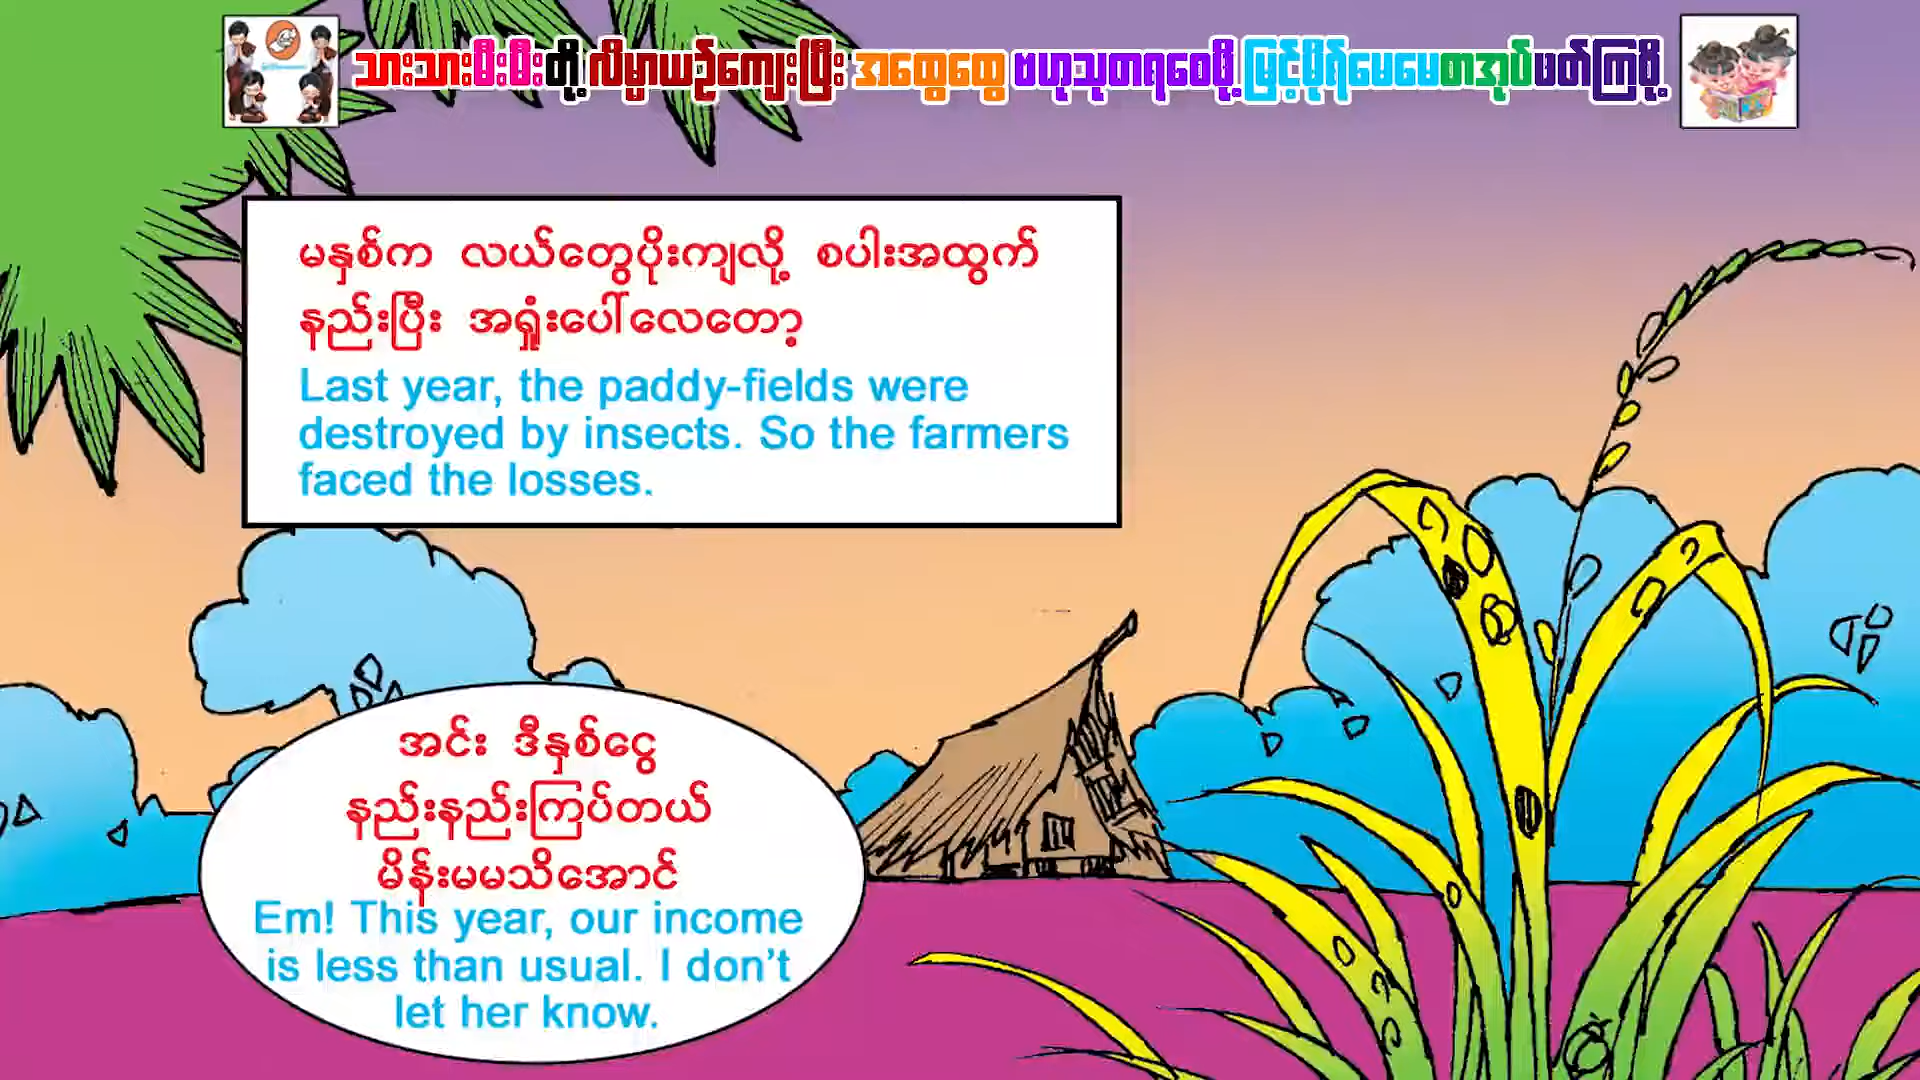 သားသားမီးမီးတို့ လိမ္မာယဉ်ကျေးပြီး အထွေထွေ ဗဟုသုတရစေဖို့ မြင့်မိုရ်မေမေစာအုပ်ဖတ်ကြစို့
မနှစ်က လယ်တွေပိုးကျလို့ စပါးအထွက်
နည်းပြီး အရှုံးပေါ်လေတော့
Last year, the paddy-fields were
destroyed by insects. So the farmers
faced the losses.
အင်း ဒီနှစ်ငွေ
နည်းနည်းကြပ်တယ်
မိန်းမမသိအောင်
Em! This year, our income
is less than usual. I don't
let her know.